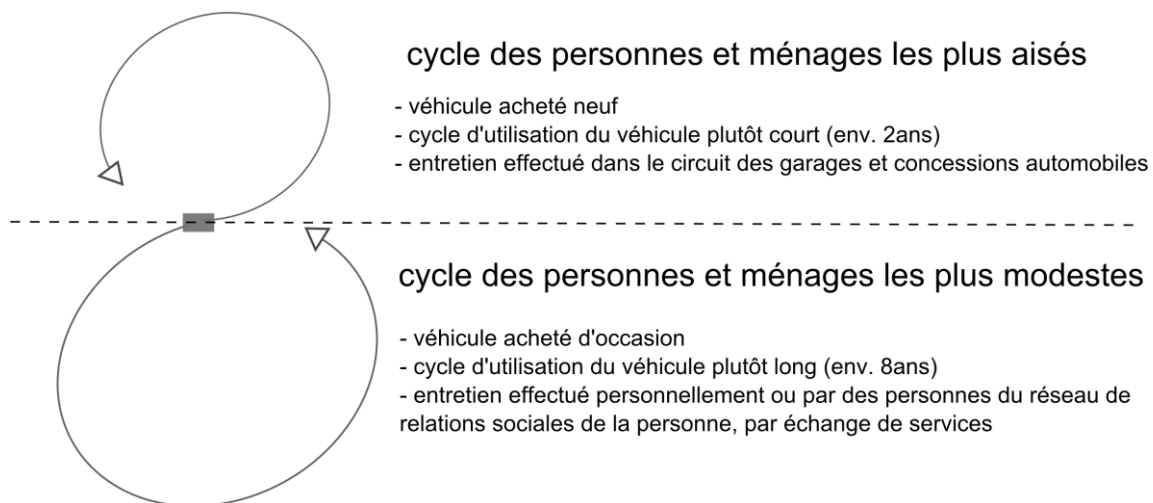 cycle des personnes et ménages les plus aisés
- véhicule acheté neuf
- cycle d'utilisation du véhicule plutôt court (env. 2ans)
- entretien effectué dans le circuit des garages et concessions automobiles
cycle des personnes et ménages les plus modestes
- véhicule acheté d'occasion
- cycle d'utilisation du véhicule plutôt long (env. 8ans)
- entretien effectué personnellement ou par des personnes du réseau de
relations sociales de la personne, par échange de services